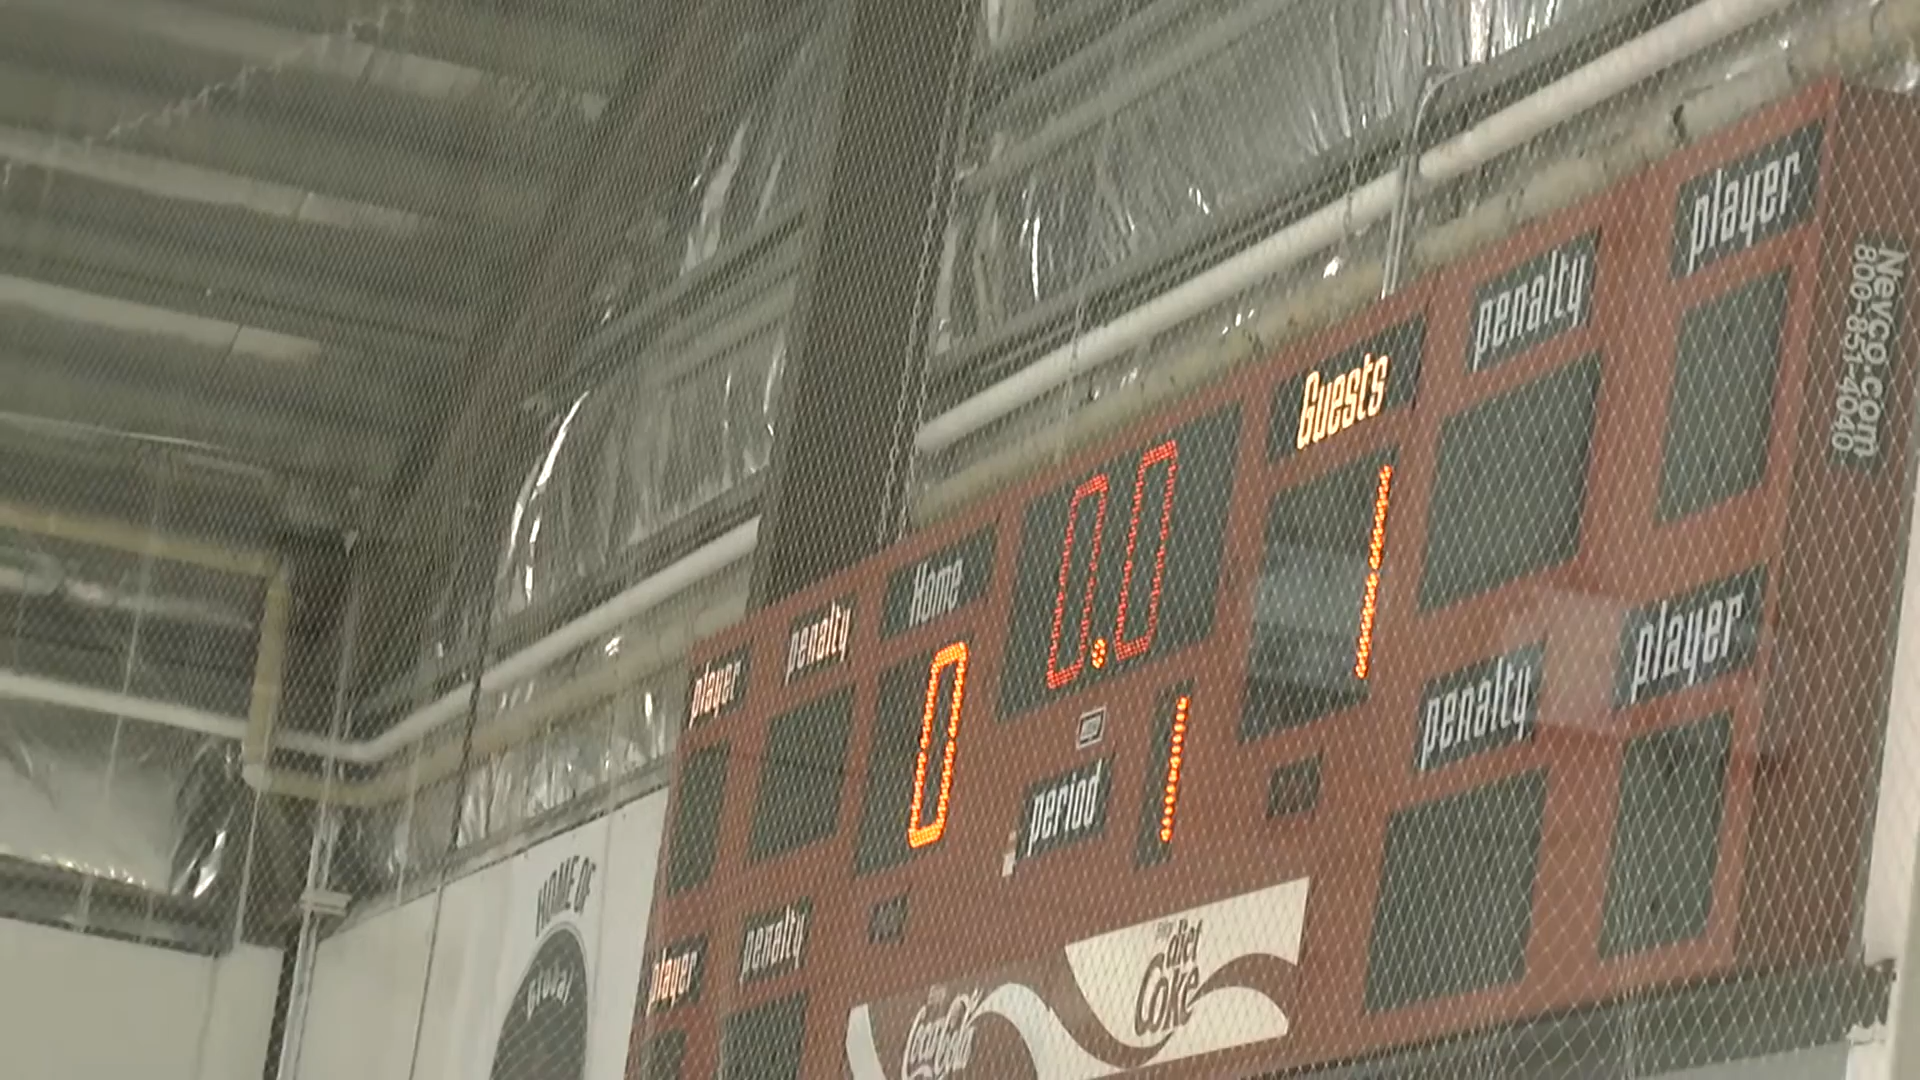 player
penalty
Home
0.0
Guests
penalty
player
0
1
period
1
player
penalty
penalty
player
Nevco.com
800-851-4040
HOME OF
Global
Coca-Cola
diet
Coke